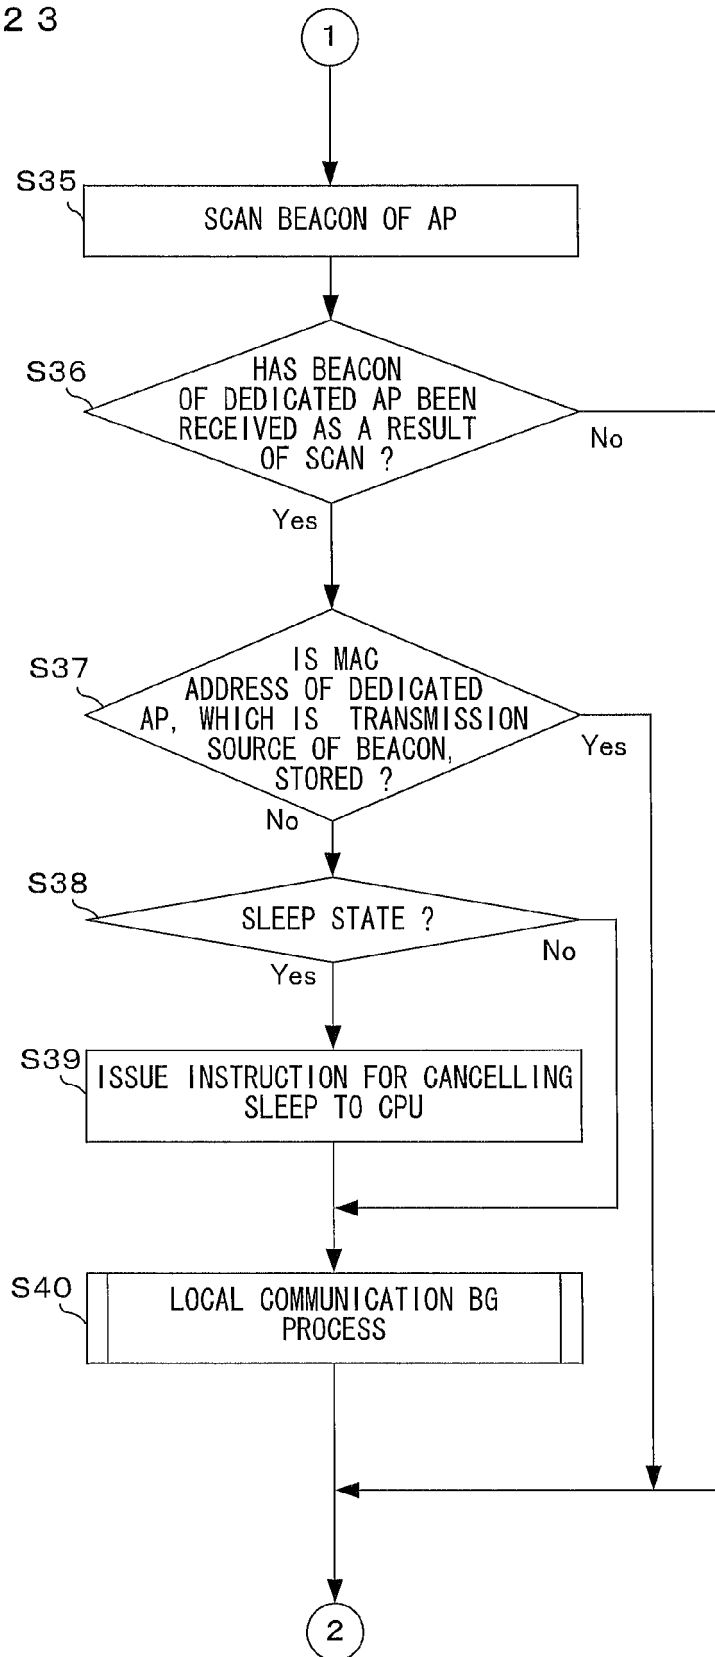 2 3
1
S35
SCAN BEACON OF AP
S36
HAS BEACON
OF DEDICATED AP BEEN
RECEIVED AS A RESULT
OF SCAN ?
No
Yes
S37
IS MAC
ADDRESS OF DEDICATED
AP, WHICH IS TRANSMISSION
SOURCE OF BEACON,
STORED ?
Yes
No
S38
SLEEP STATE ?
No
Yes
S39
ISSUE INSTRUCTION FOR CANCELLING
SLEEP TO CPU
S40
LOCAL COMMUNICATION BG
PROCESS
2